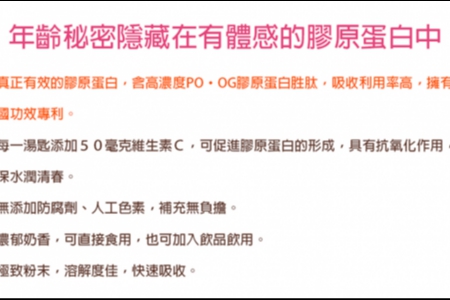 年齡秘密隱藏在有體感的膠原蛋白中
真正有效的膠原蛋白，含高濃度PO‧OG膠原蛋白胜肽，吸收利用率高，擁有
國功效專利。
每一湯匙添加５０毫克維生素Ｃ，可促進膠原蛋白的形成，具有抗氧化作用，
保水潤清春。
無添加防腐劑、人工色素，補充無負擔。
濃郁奶香，可直接食用，也可加入飲品飲用。
極致粉末，溶解度佳，快速吸收。